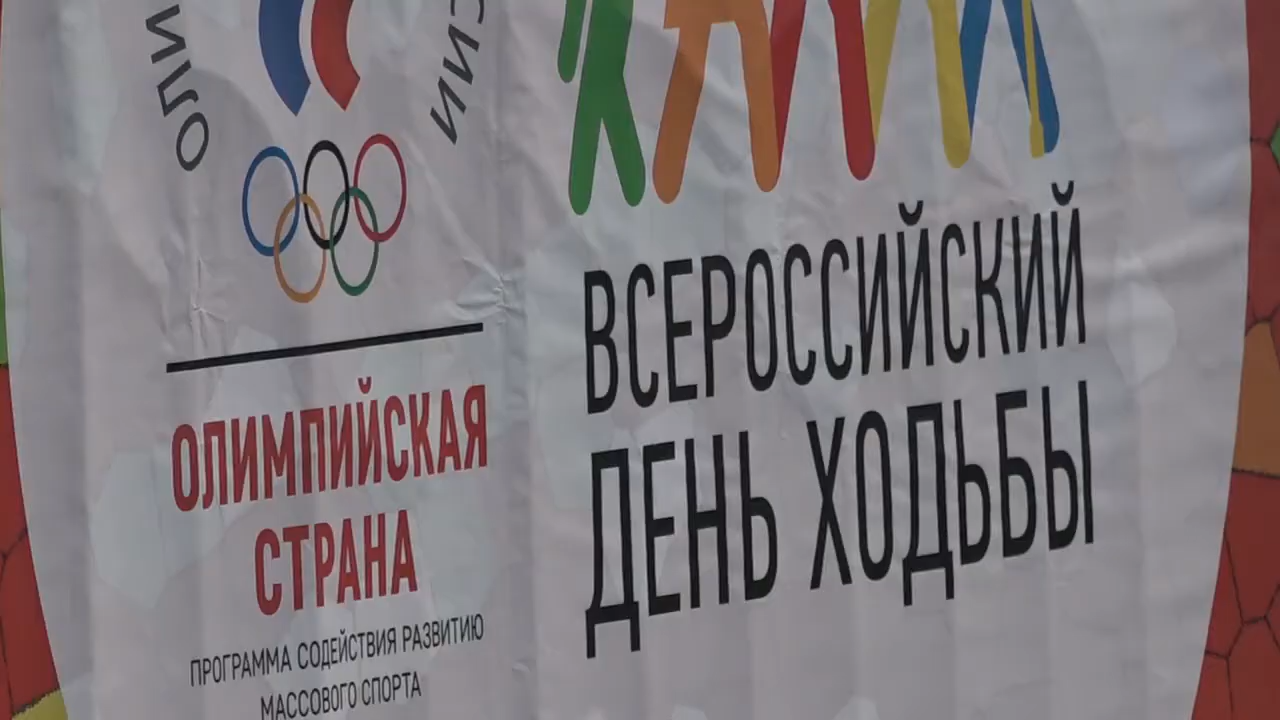 ОЛИМПИЙСКАЯ
СТРАНА
ПРОГРАММА СОДЕЙСТВИЯ РАЗВИТИЮ
МАССОВОГО СПОРТА
ВСЕРОССИЙСКИЙ
ДЕНЬ ХОДЬБЫ